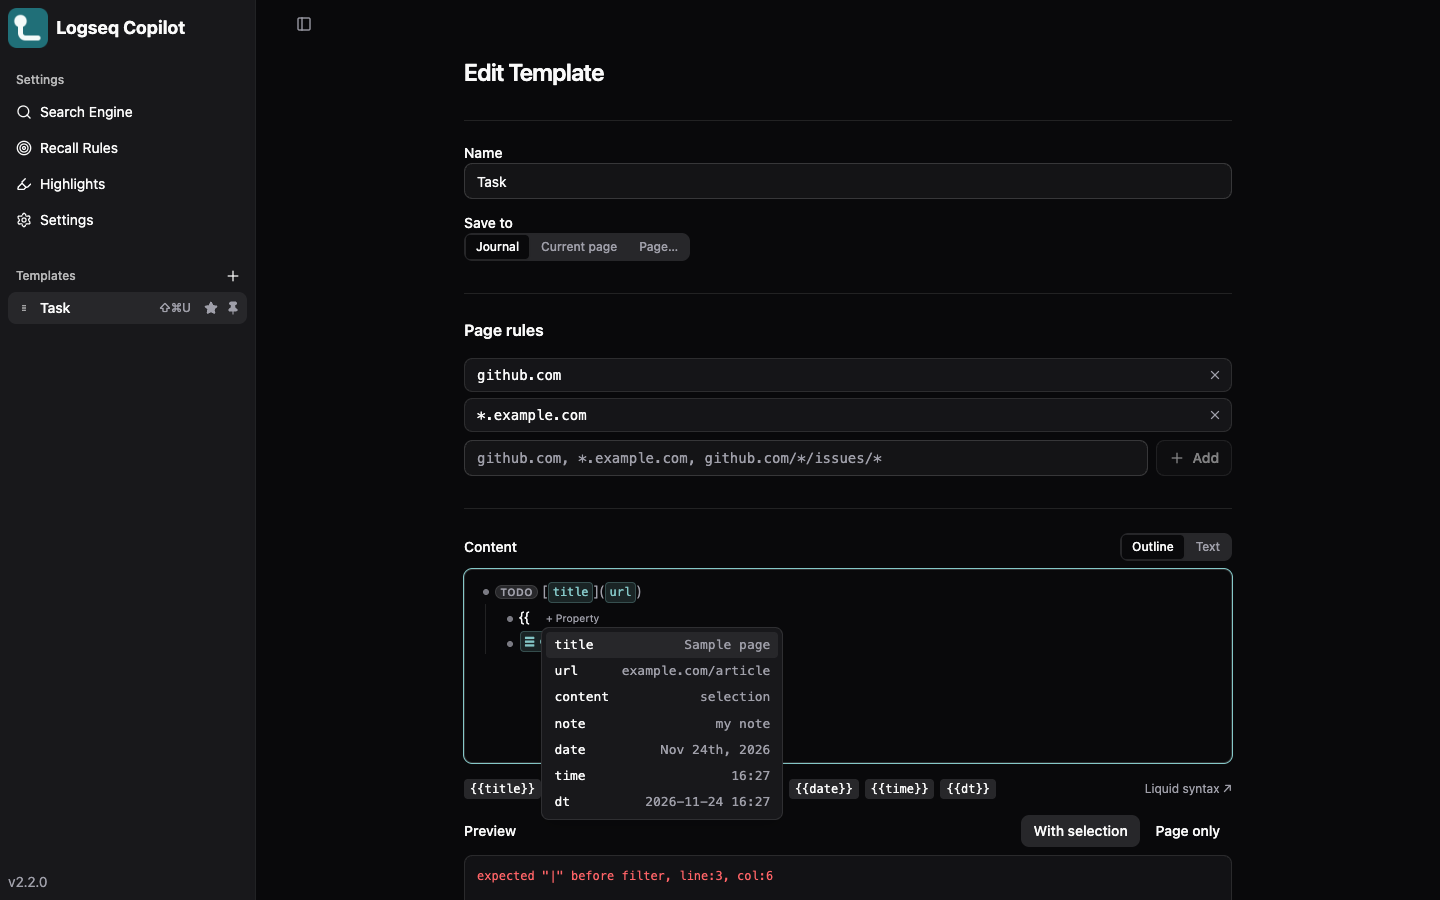 Logseq Copilot
Settings
Search Engine
Recall Rules
Highlights
Settings
Templates
Task ⇧⌘U
v2.2.0
Edit Template
Name
Task
Save to
Journal Current page Page...
Page rules
github.com
*.example.com
github.com, *.example.com, github.com/*/issues/* + Add
Content
Outline Text
TODO [title](url)
{{ + Property
title Sample page
url example.com/article
content selection
note my note
date Nov 24th, 2026
time 16:27
dt 2026-11-24 16:27
{{title}} {{date}} {{time}} {{dt}} Liquid syntax ↗
Preview
With selection Page only
expected "|" before filter, line:3, col:6